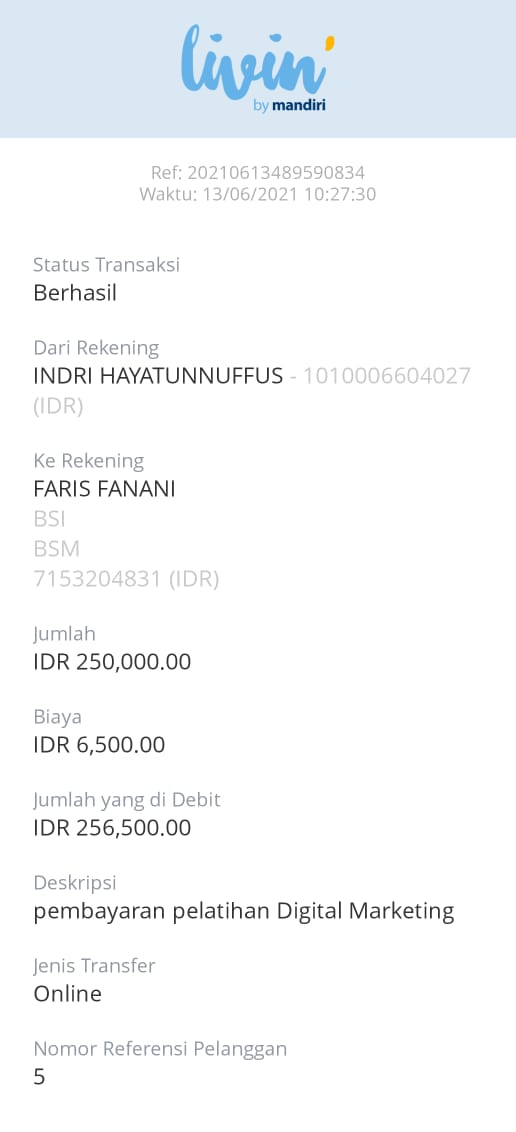 livin'
by mandiri
Ref: 20210613489590834
Waktu: 13/06/2021 10:27:30
Status Transaksi
Berhasil
Dari Rekening
INDRI HAYATUNNUFFUS - 1010006604027
(IDR)
Ke Rekening
FARIS FANANI
BSI
BSM
7153204831 (IDR)
Jumlah
IDR 250,000.00
Biaya
IDR 6,500.00
Jumlah yang di Debit
IDR 256,500.00
Deskripsi
pembayaran pelatihan Digital Marketing
Jenis Transfer
Online
Nomor Referensi Pelanggan
5